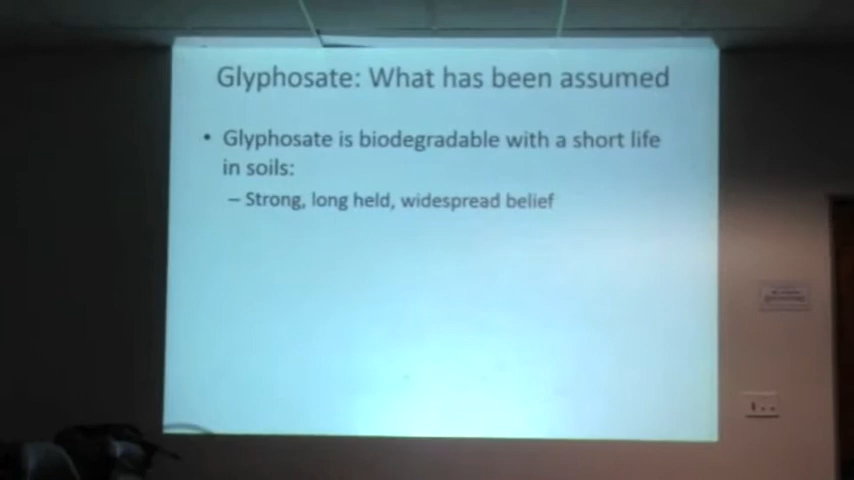 Glyphosate: What has been assumed
• Glyphosate is biodegradable with a short life
in soils:
– Strong, long held, widespread belief